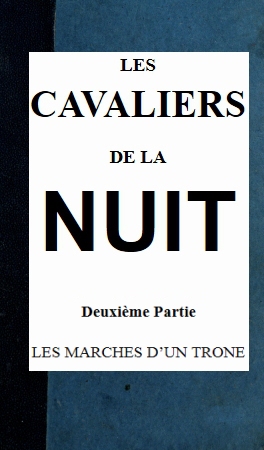 LES
CAVALIERS
DE LA
NUIT
Deuxième Partie
LES MARCHES D'UN TRONE